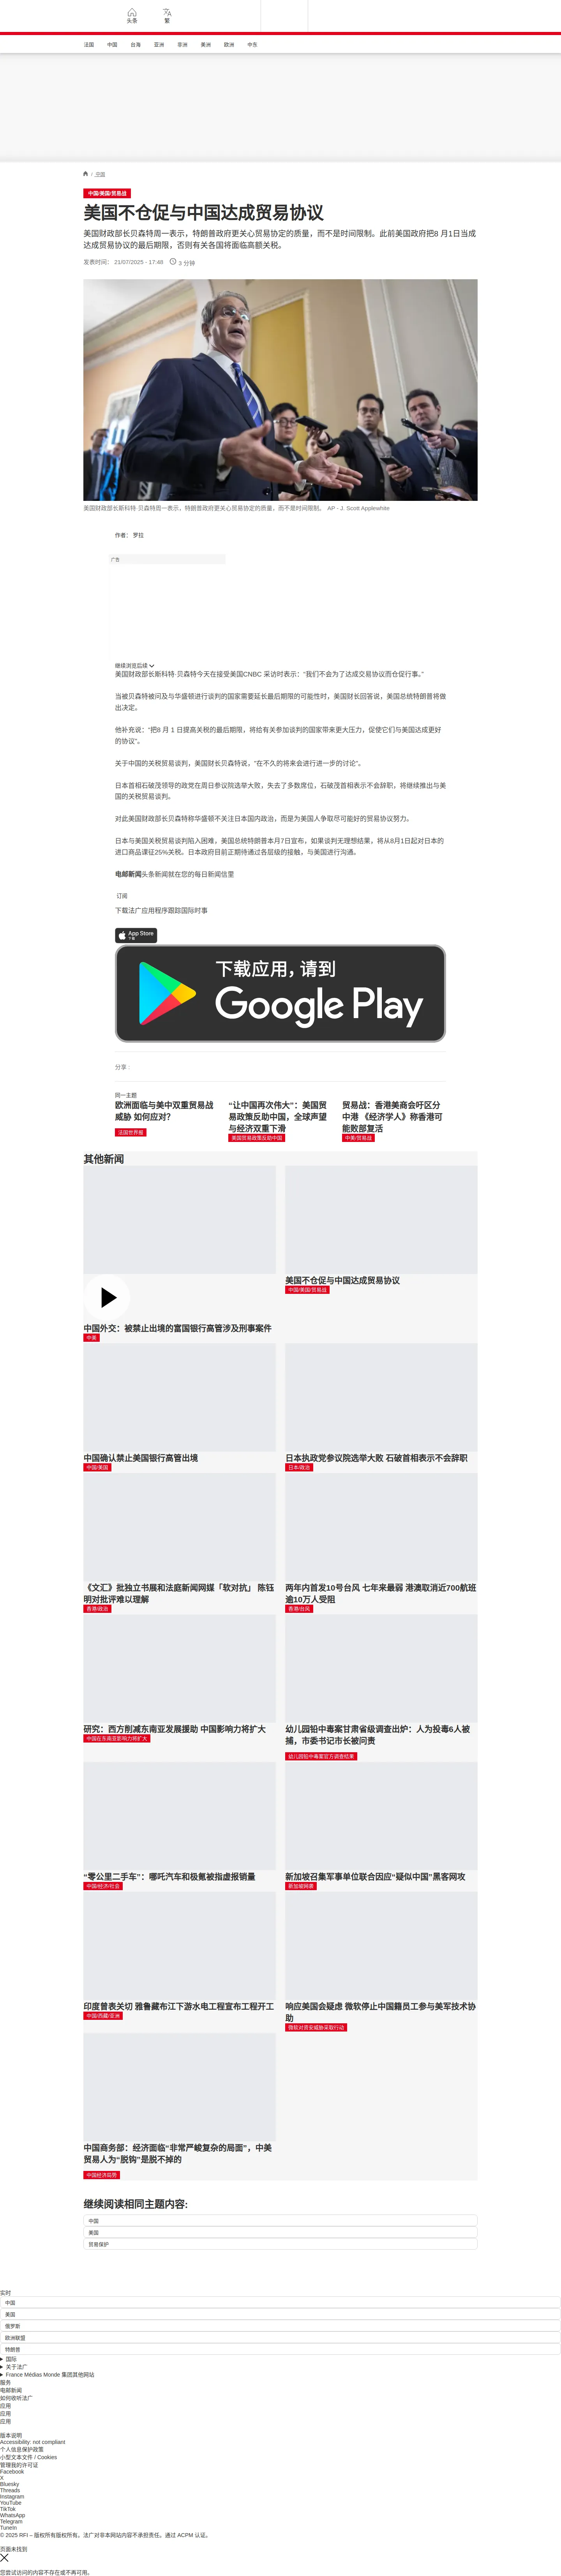 头条
繁
法国
中国
台海
亚洲
非洲
美洲
欧洲
中东
/ 中国
中国/美国/贸易战
美国不仓促与中国达成贸易协议
美国财政部长贝森特周一表示，特朗普政府更关心贸易协定的质量，而不是时间限制。此前美国政府把8 月1日当成
达成贸易协议的最后期限，否则有关各国将面临高额关税。
发表时间： 21/07/2025 - 17:48
3 分钟
美国财政部长斯科特·贝森特周一表示，特朗普政府更关心贸易协定的质量，而不是时间限制。 AP - J. Scott Applewhite
作者： 罗拉
广告
继续浏览后续
美国财政部长斯科特·贝森特今天在接受美国CNBC 采访时表示：“我们不会为了达成交易协议而仓促行事。”
当被贝森特被问及与华盛顿进行谈判的国家需要延长最后期限的可能性时，美国财长回答说，美国总统特朗普将做
出决定。
他补充说：“把8 月 1 日提高关税的最后期限，将给有关参加谈判的国家带来更大压力，促使它们与美国达成更好
的协议”。
关于中国的关税贸易谈判，美国财长贝森特说，“在不久的将来会进行进一步的讨论”。
日本首相石破茂领导的政党在周日参议院选举大败，失去了多数席位，石破茂首相表示不会辞职，将继续推出与美
国的关税贸易谈判。
对此美国财政部长贝森特称华盛顿不关注日本国内政治，而是为美国人争取尽可能好的贸易协议努力。
日本与美国关税贸易谈判陷入困难，美国总统特朗普本月7日宣布，如果谈判无理想结果，将从8月1日起对日本的
进口商品课征25%关税。日本政府目前正期待通过各层级的接触，与美国进行沟通。
电邮新闻头条新闻就在您的每日新闻信里
订阅
下载法广应用程序跟踪国际时事
App Store
下载
下载应用，请到
Google Play
分享 :
同一主题
欧洲面临与美中双重贸易战
威胁 如何应对？
法国世界报
“让中国再次伟大”：美国贸
易政策反助中国，全球声望
与经济双重下滑
美国贸易政策反助中国
贸易战：香港美商会吁区分
中港 《经济学人》称香港可
能败部复活
中美/贸易战
其他新闻
中国外交：被禁止出境的富国银行高管涉及刑事案件
中美
美国不仓促与中国达成贸易协议
中国/美国/贸易战
中国确认禁止美国银行高管出境
中国/美国
日本执政党参议院选举大败 石破首相表示不会辞职
日本/政治
《文汇》批独立书展和法庭新闻网媒「软对抗」 陈钰
明对批评难以理解
香港/政治
两年内首发10号台风 七年来最弱 港澳取消近700航班
逾10万人受阻
香港/台风
研究：西方削减东南亚发展援助 中国影响力将扩大
中国在东南亚影响力将扩大
幼儿园铅中毒案甘肃省级调查出炉：人为投毒6人被
捕，市委书记市长被问责
幼儿园铅中毒案官方调查结果
“零公里二手车”：哪吒汽车和极氪被指虚报销量
中国/经济/社会
新加坡召集军事单位联合因应“疑似中国”黑客网攻
新加坡网袭
印度曾表关切 雅鲁藏布江下游水电工程宣布工程开工
中国/西藏/亚洲
响应美国会疑虑 微软停止中国籍员工参与美军技术协
助
微软对资安威胁采取行动
中国商务部：经济面临“非常严峻复杂的局面”，中美
贸易人为“脱钩”是脱不掉的
中国经济局势
继续阅读相同主题内容:
中国
美国
贸易保护
实时
中国
美国
俄罗斯
欧洲联盟
特朗普
国际
关于法广
France Médias Monde 集团其他网站
服务
电邮新闻
如何收听法广
应用
应用
应用
版本说明
Accessibility: not compliant
个人信息保护政策
小型文本文件 / Cookies
管理我的许可证
Facebook
X
Bluesky
Threads
Instagram
YouTube
TikTok
WhatsApp
Telegram
TuneIn
© 2025 RFI – 版权所有版权所有。法广对非本网站内容不承担责任。通过 ACPM 认证。
页面未找到
您尝试访问的内容不存在或不再可用。